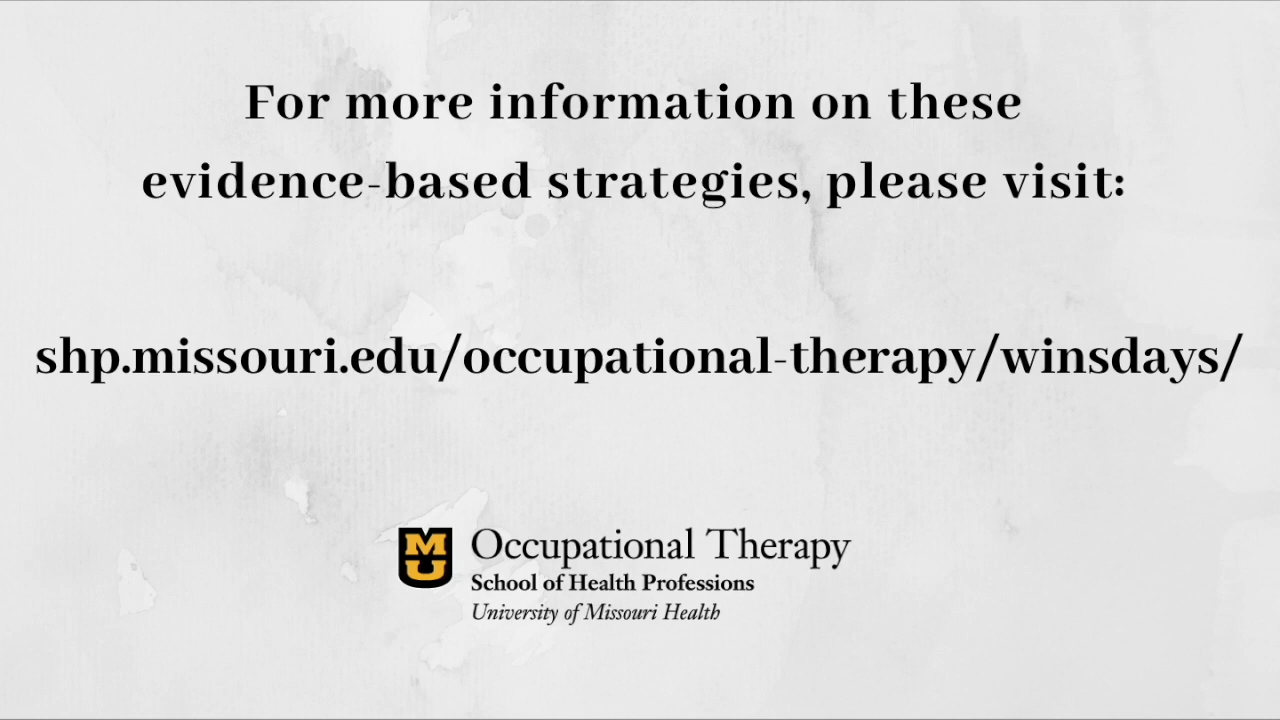 For more information on these
evidence-based strategies, please visit:
shp.missouri.edu/occupational-therapy/winsdays/
MU
Occupational Therapy
School of Health Professions
University of Missouri Health